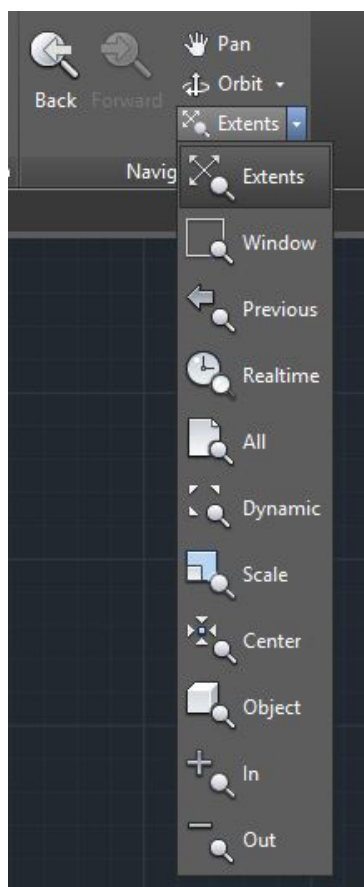 Back
Forward
Pan
Orbit
Extents
Navig
Extents
Window
Previous
Realtime
All
Dynamic
Scale
Center
Object
In
Out